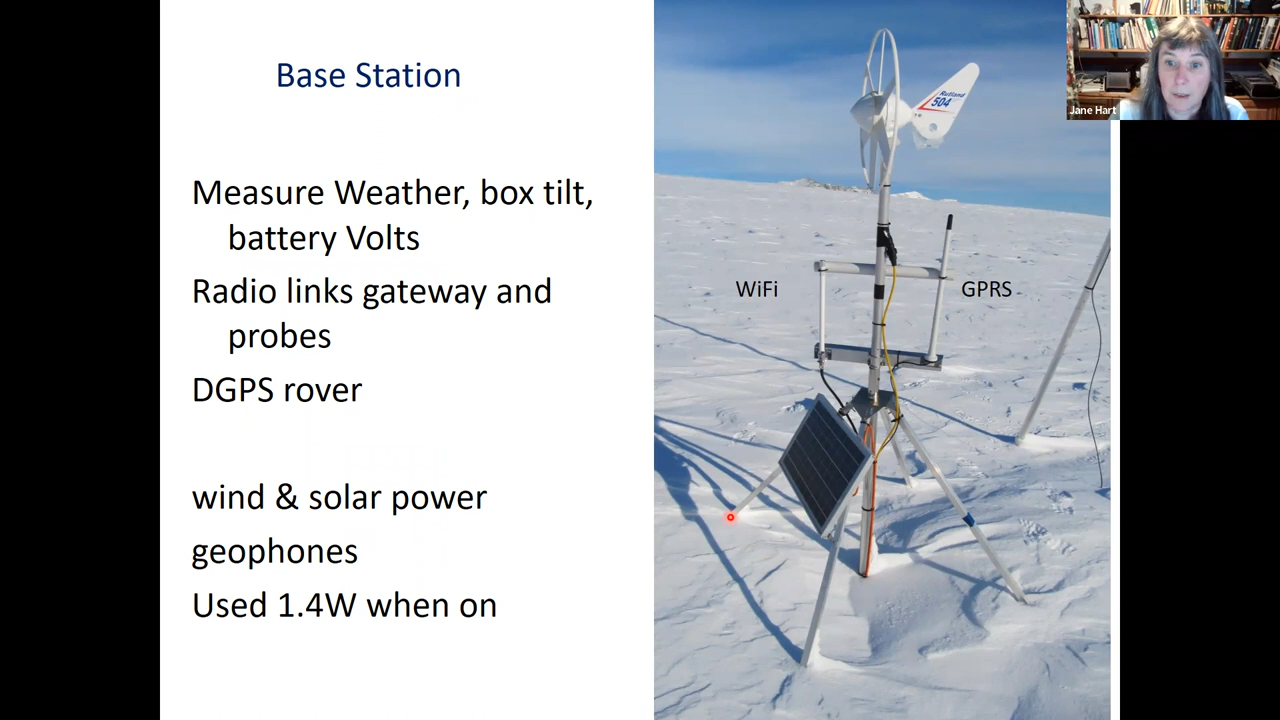 Base Station
Measure Weather, box tilt,
battery Volts
Radio links gateway and
probes
DGPS rover
wind & solar power
geophones
Used 1.4W when on
Rutland
504
WiFi
GPRS
Jane Hart